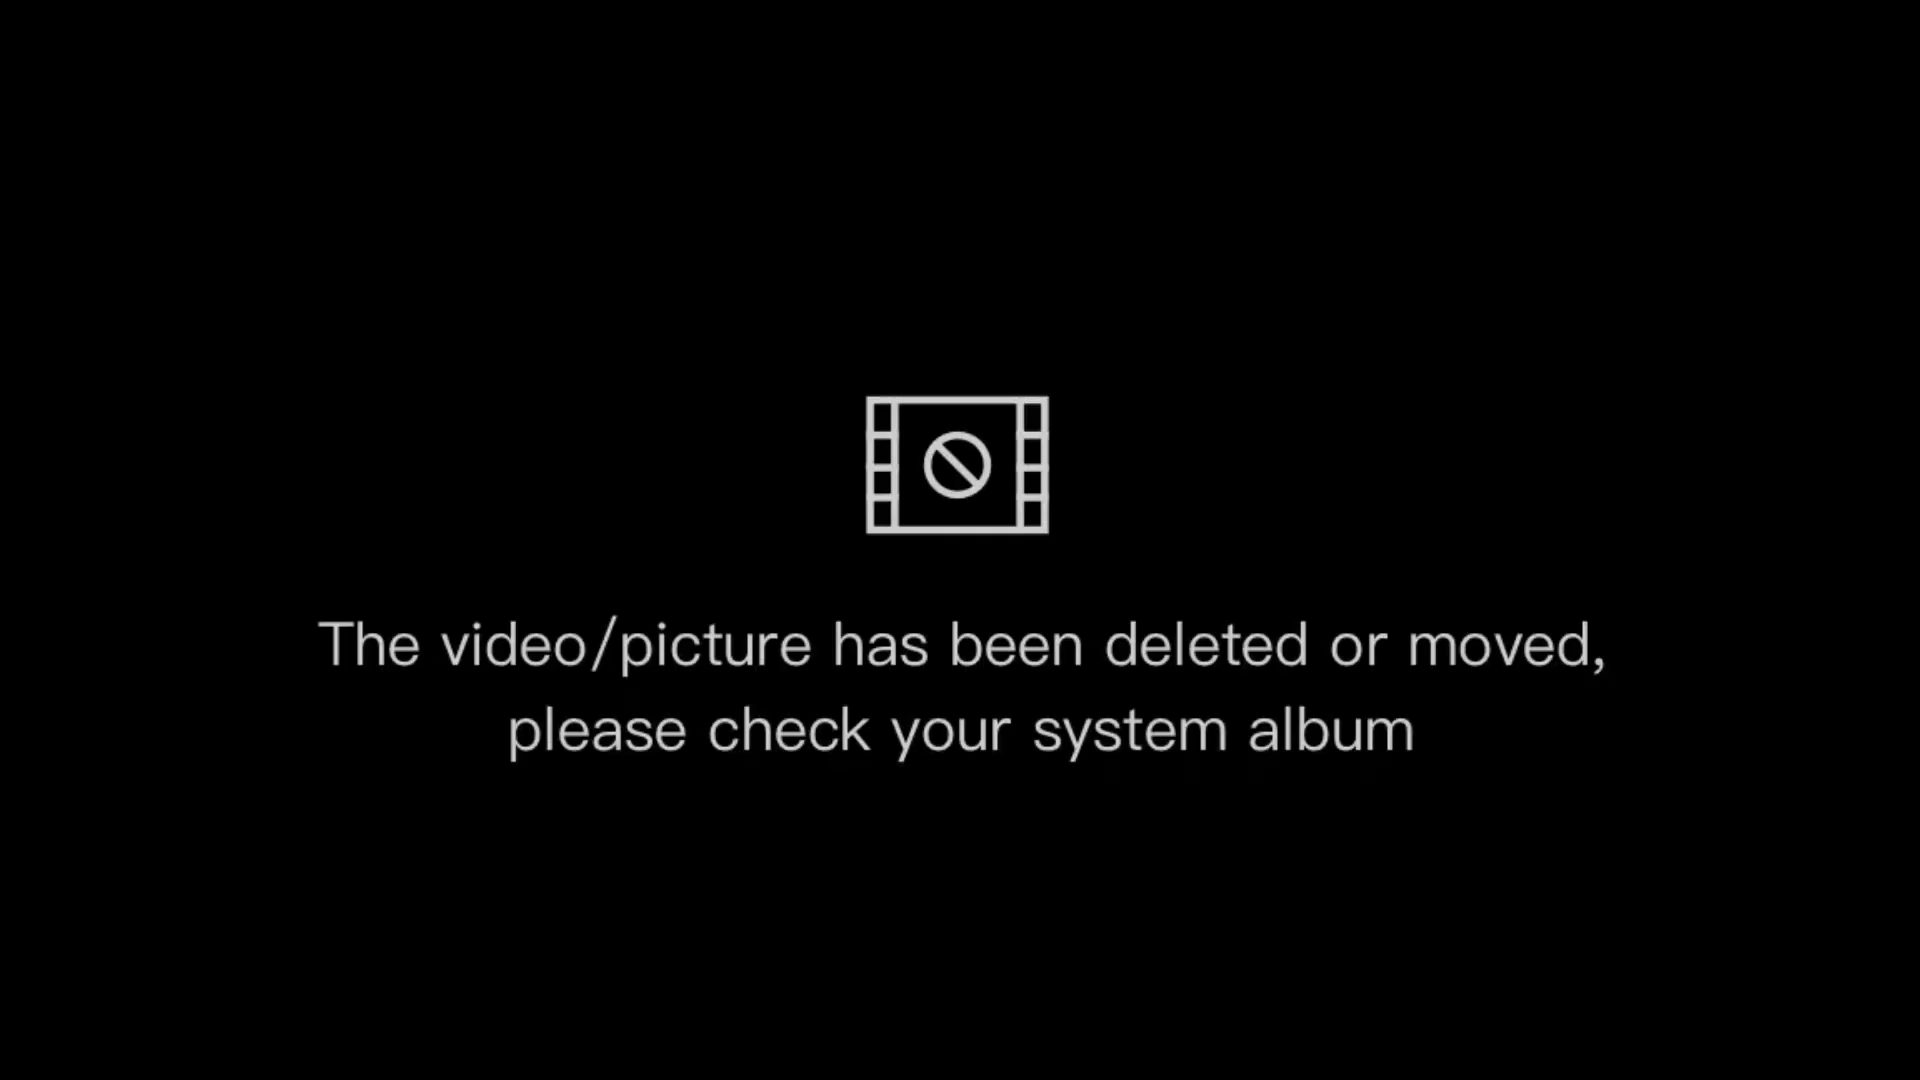 The video/picture has been deleted or moved,
please check your system album